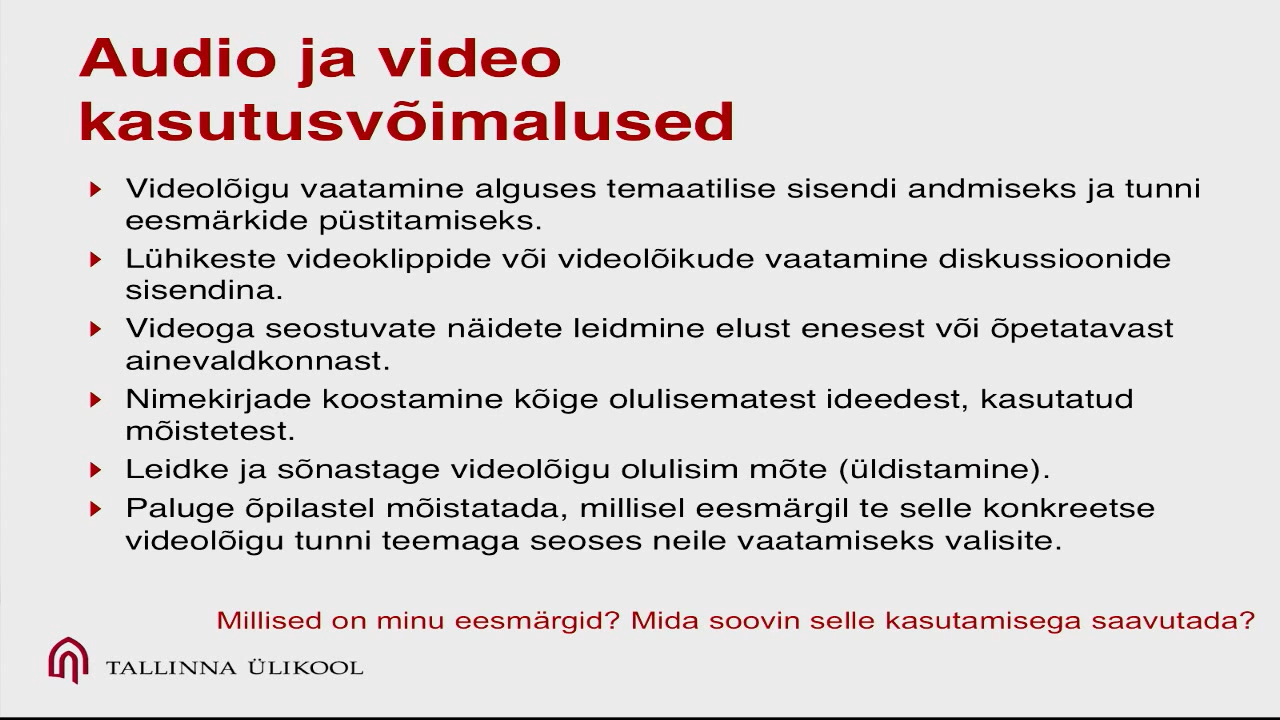 Audio ja video
kasutusvõimalused
Videolõigu vaatamine alguses temaatilise sisendi andmiseks ja tunni
eesmärkide püstitamiseks.
Lühikeste videoklippide või videolõikude vaatamine diskussioonide
sisendina.
Videoga seostuvate näidete leidmine elust enesest või õpetatavast
ainevaldkonnast.
Nimekirjade koostamine kõige olulisematest ideedest, kasutatud
mõistetest.
Leidke ja sõnastage videolõigu olulisim mõte (üldistamine).
Paluge õpilastel mõistatada, millisel eesmärgil te selle konkreetse
videolõigu tunni teemaga seoses neile vaatamiseks valisite.
Millised on minu eesmärgid? Mida soovin selle kasutamisega saavutada?
TALLINNA ÜLIKOOL